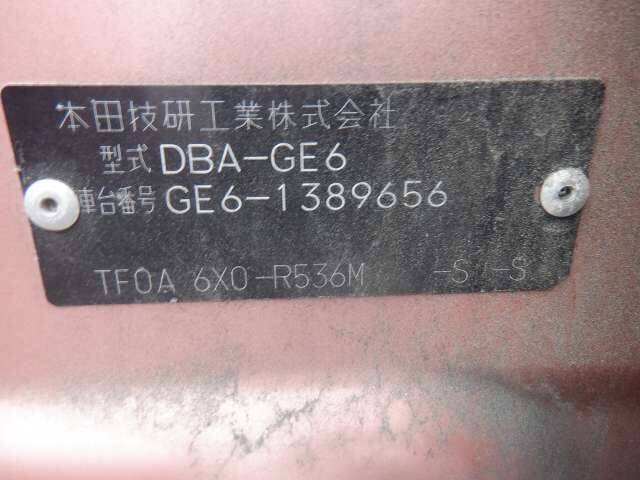 本田技研工業株式会社
型式 DBA-GE6
車台番号 GE6-1389656
TF0A 6X0-R536M -S -S